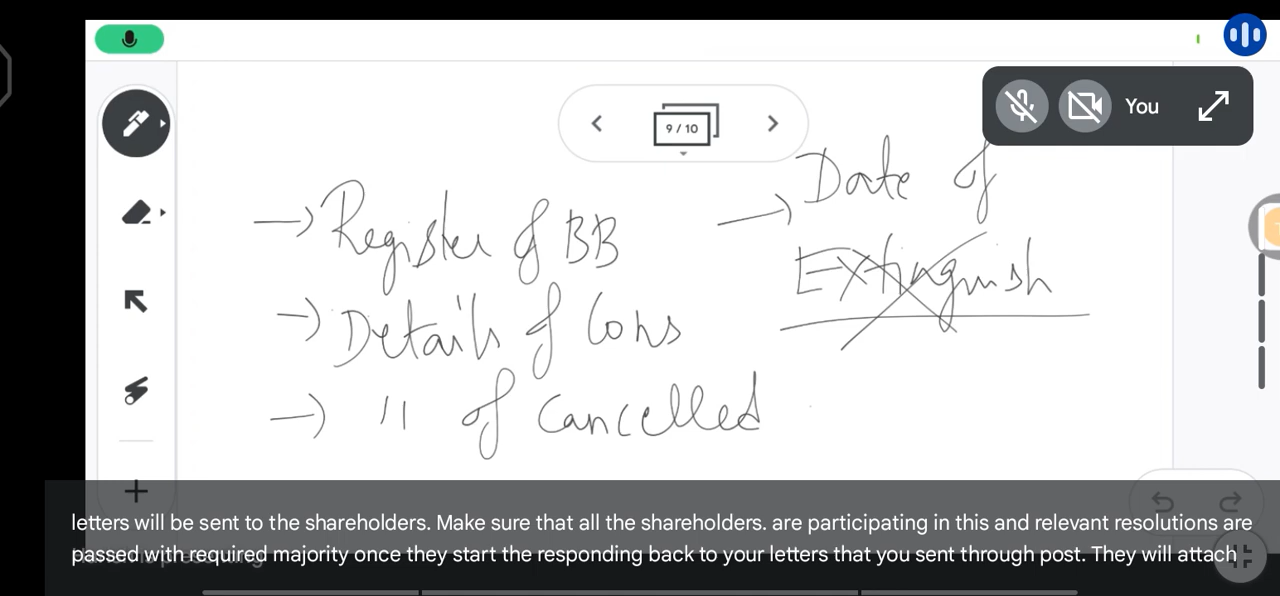 You
9 / 10
→ Register of BB
→ Details of Cons
→ " of cancelled
→ Date of
Extinguish
letters will be sent to the shareholders. Make sure that all the shareholders. are participating in this and relevant resolutions are
passed with required majority once they start the responding back to your letters that you sent through post. They will attach